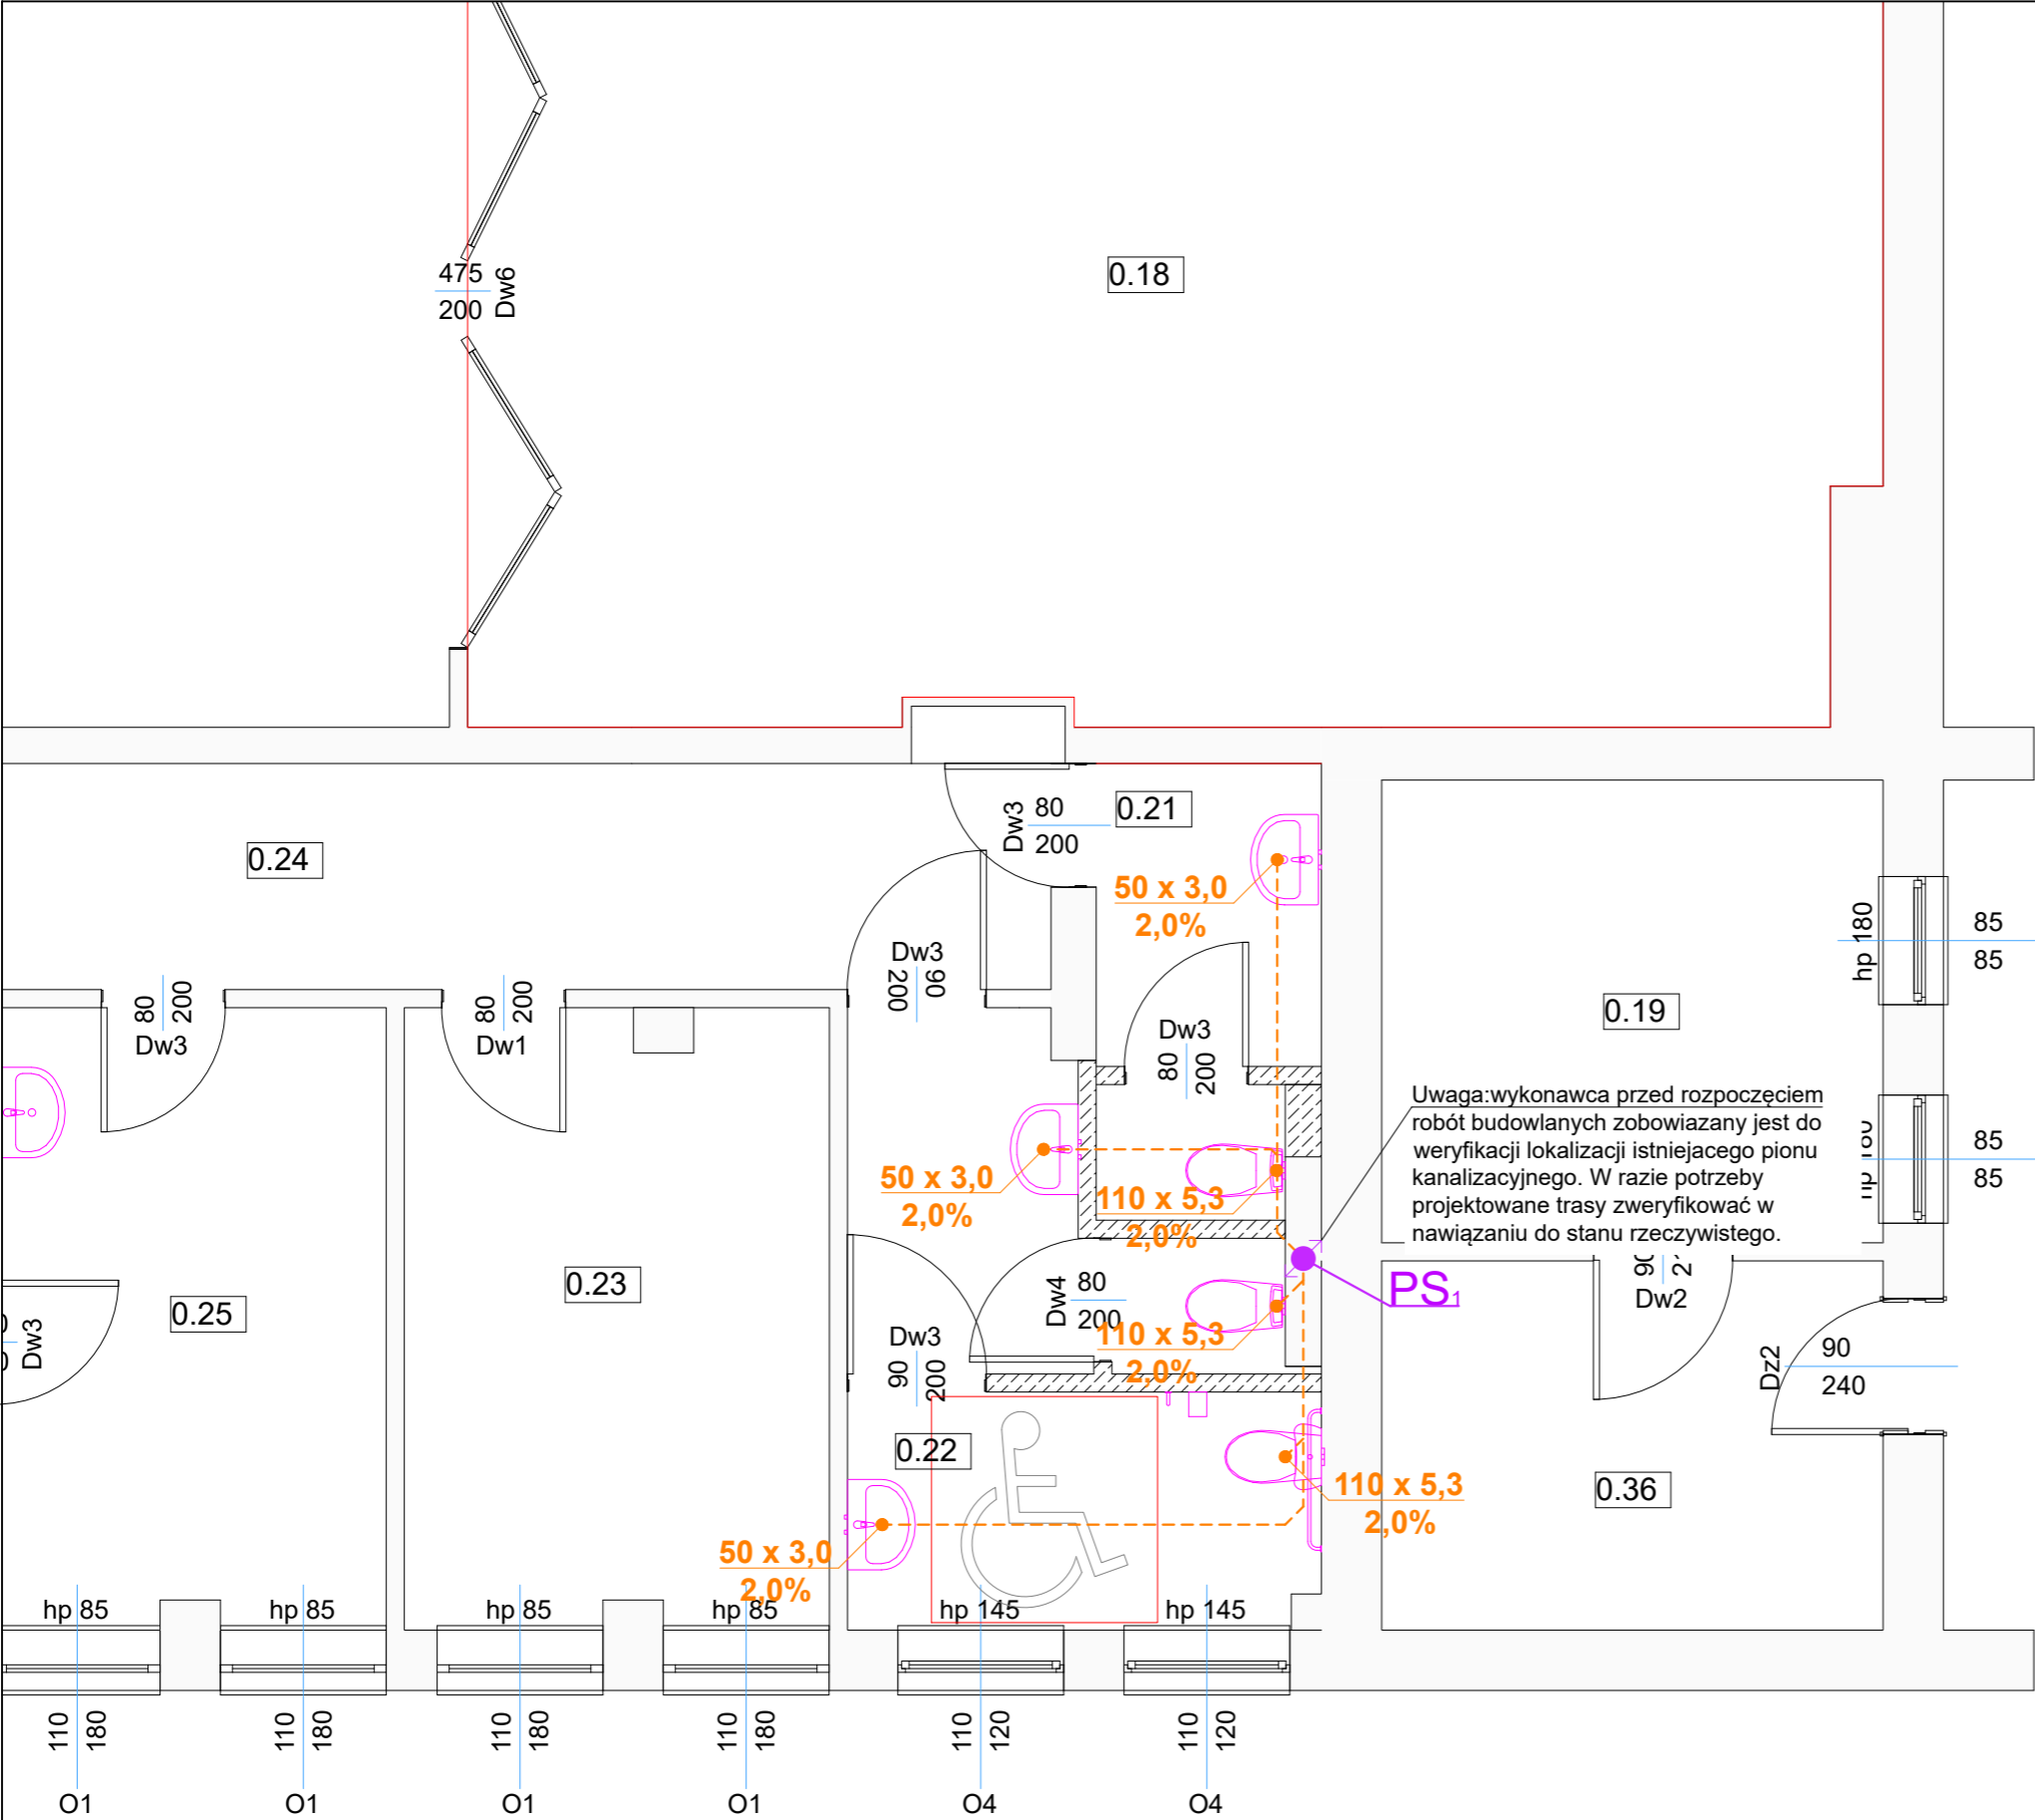 475
200
Dw6
0.18
0.24
Dw3
80
200
0.21
50 x 3,0
2,0%
Dw3
90
200
80
200
Dw3
80
200
Dw1
Dw3
80
200
hp 180
85
85
0.19
Uwaga:wykonawca przed rozpoczęciem
robót budowlanych zobowiazany jest do
weryfikacji lokalizacji istniejacego pionu
kanalizacyjnego. W razie potrzeby
projektowane trasy zweryfikować w
nawiązaniu do stanu rzeczywistego.
85
85
50 x 3,0
2,0%
110 x 5,3
2,0%
PS1
Dw2
0.25
Dw3
0.23
Dw4
80
200
110 x 5,3
2,0%
Dw3
90
200
Dz2
90
240
0.22
110 x 5,3
2,0%
0.36
50 x 3,0
2,0%
hp 85
hp 85
hp 85
hp 85
hp 145
hp 145
110
180
110
180
110
180
110
180
110
120
110
120
O1
O1
O1
O1
O4
O4